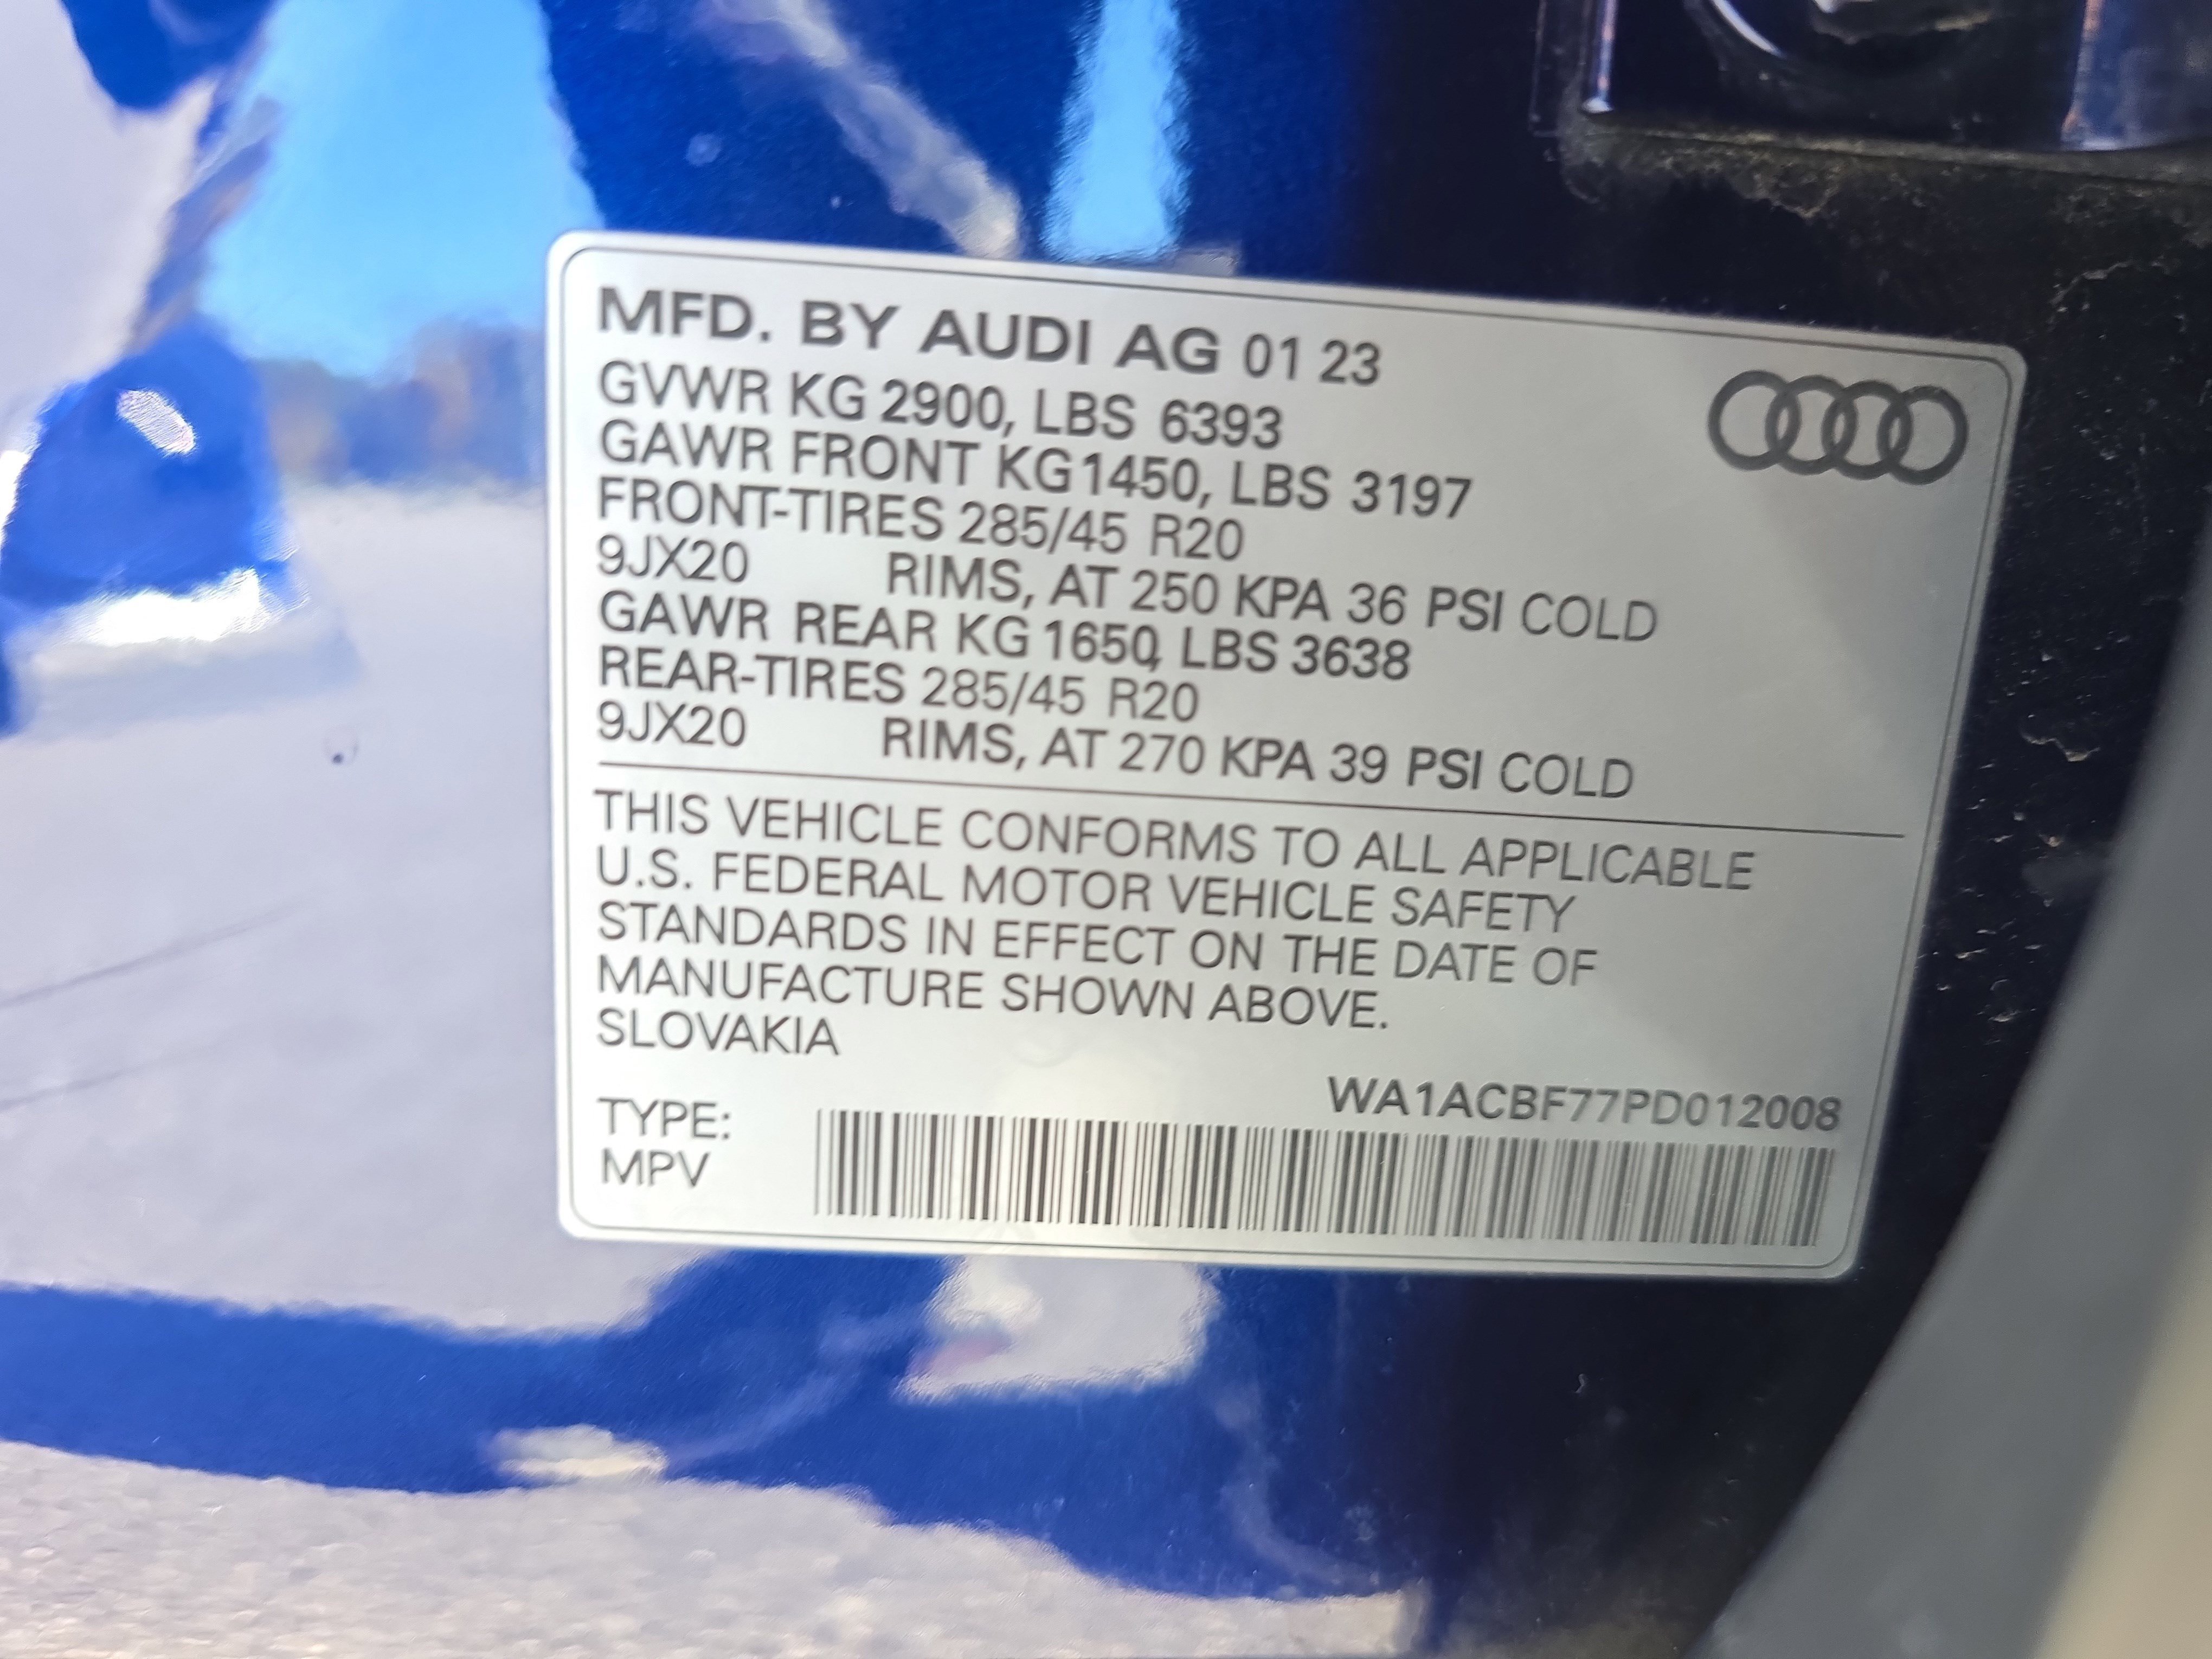 MFD. BY AUDI AG 01 23
GVWR KG 2900, LBS 6393
GAWR FRONT KG 1450, LBS 3197
FRONT-TIRES 285/45 R20
9JX20 RIMS, AT 250 KPA 36 PSI COLD
GAWR REAR KG 1650, LBS 3638
REAR-TIRES 285/45 R20
9JX20 RIMS, AT 270 KPA 39 PSI COLD
THIS VEHICLE CONFORMS TO ALL APPLICABLE
U.S. FEDERAL MOTOR VEHICLE SAFETY
STANDARDS IN EFFECT ON THE DATE OF
MANUFACTURE SHOWN ABOVE.
SLOVAKIA
WA1ACBF77PD012008
TYPE:
MPV